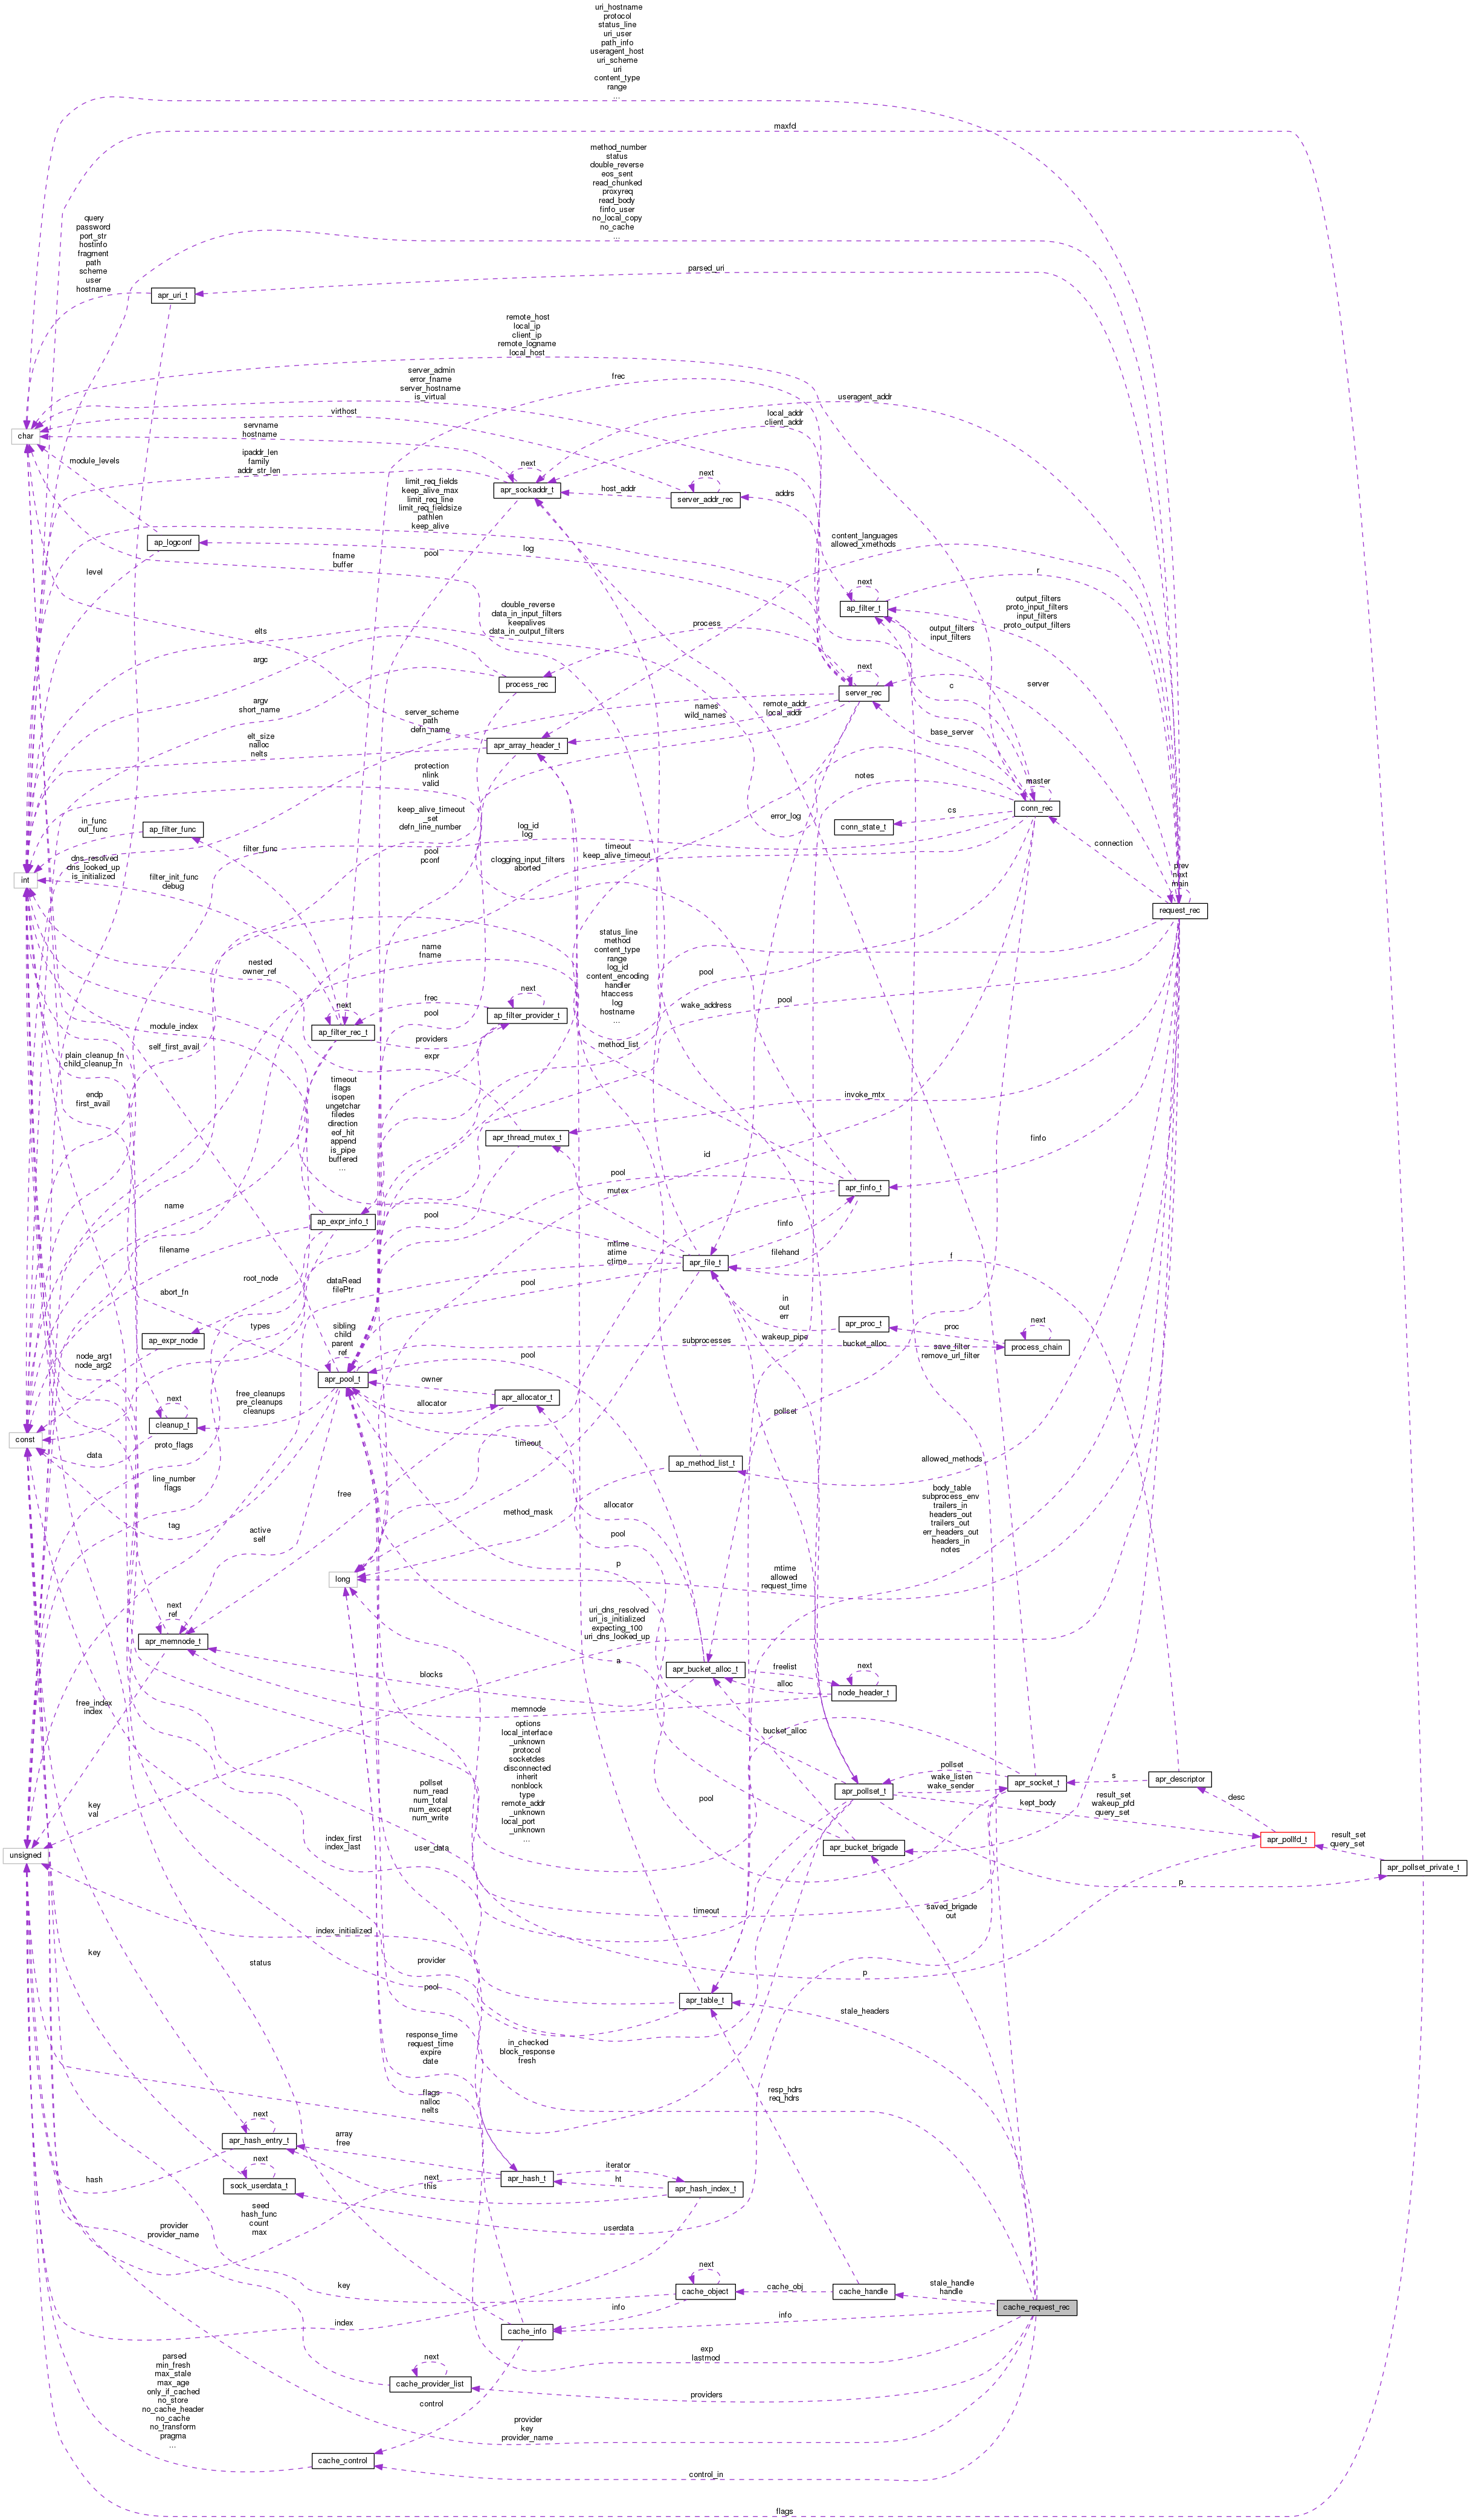 uri_hostname
protocol
status_line
uri_user
path_info
useragent_host
uri_scheme
uri
content_type
range
...
maxfd
method_number
status
double_reverse
eos_sent
read_chunked
proxyreq
read_body
finfo_user
no_local_copy
no_cache
...
query
password
port_str
hostinfo
fragment
path
scheme
user
hostname
parsed_uri
apr_uri_t
remote_host
local_ip
client_ip
remote_logname
local_host
server_admin
error_fname
server_hostname
is_virtual
frec
useragent_addr
virthost
local_addr
client_addr
servname
hostname
char
module_levels
ipaddr_len
family
addr_str_len
next
next
apr_sockaddr_t
host_addr
server_addr_rec
addrs
limit_req_fields
keep_alive_max
limit_req_line
limit_req_fieldsize
pathlen
keep_alive
ap_logconf
log
pool
content_languages
allowed_xmethods
fname
buffer
level
next
r
ap_filter_t
output_filters
proto_input_filters
input_filters
proto_output_filters
double_reverse
data_in_input_filters
keepalives
data_in_output_filters
elts
process
output_filters
input_filters
argc
next
process_rec
server_rec
c
server
argv
short_name
names
wild_names
remote_addr
local_addr
server_scheme
path
defn_name
base_server
elt_size
nalloc
nelts
apr_array_header_t
protection
nlink
valid
notes
master
conn_rec
cs
conn_state_t
error_log
keep_alive_timeout
_set
defn_line_number
in_func
out_func
ap_filter_func
log_id
log
connection
filter_func
pool
pconf
timeout
keep_alive_timeout
clogging_input_filters
aborted
dns_resolved
dns_looked_up
is_initialized
int
filter_init_func
debug
prev
next
main
request_rec
status_line
method
content_type
range
log_id
content_encoding
handler
htaccess
log
hostname
...
name
fname
nested
owner_ref
pool
next
frec
next
pool
wake_address
pool
ap_filter_provider_t
module_index
ap_filter_rec_t
providers
self_first_avail
expr
method_list
plain_cleanup_fn
child_cleanup_fn
timeout
flags
isopen
ungetchar
filedes
direction
eof_hit
append
is_pipe
buffered
...
endp
first_avail
invoke_mtx
apr_thread_mutex_t
finfo
id
pool
apr_finfo_t
mutex
name
pool
ap_expr_info_t
filename
finfo
mtime
atime
ctime
filehand
f
apr_file_t
root_node
dataRead
filePtr
pool
abort_fn
in
out
err
types
sibling
child
parent
ref
apr_proc_t
next
ap_expr_node
subprocesses
wakeup_pipe
bucket_alloc
proc
process_chain
save_filter
remove_url_filter
node_arg1
node_arg2
pool
apr_pool_t
owner
apr_allocator_t
allocator
free_cleanups
pre_cleanups
cleanups
next
cleanup_t
pollset
const
data
proto_flags
timeout
ap_method_list_t
allowed_methods
line_number
flags
free
method_mask
allocator
body_table
subprocess_env
trailers_in
headers_out
trailers_out
err_headers_out
headers_in
notes
tag
active
self
pool
p
long
mtime
allowed
request_time
next
ref
apr_memnode_t
uri_dns_resolved
uri_is_initialized
expecting_100
uri_dns_looked_up
a
apr_bucket_alloc_t
freelist
next
blocks
alloc
node_header_t
free_index
index
memnode
options
local_interface
_unknown
protocol
socketdes
disconnected
inherit
nonblock
type
remote_addr
_unknown
local_port
_unknown
...
bucket_alloc
pollset
num_read
num_total
num_except
num_write
pollset
wake_listen
wake_sender
apr_pollset_t
apr_socket_t
s
apr_descriptor
pool
kept_body
result_set
wakeup_pfd
query_set
desc
key
val
index_first
index_last
user_data
apr_bucket_brigade
apr_pollfd_t
result_set
query_set
apr_pollset_private_t
unsigned
p
timeout
saved_brigade
out
index_initialized
key
status
provider
p
pool
apr_table_t
stale_headers
response_time
request_time
expire
date
in_checked
block_response
fresh
flags
nalloc
nelts
resp_hdrs
req_hdrs
next
apr_hash_entry_t
array
free
hash
next
sock_userdata_t
next
this
apr_hash_t
iterator
ht
apr_hash_index_t
seed
hash_func
count
max
userdata
provider
provider_name
key
next
cache_object
cache_obj
cache_handle
stale_handle
handle
index
info
info
cache_request_rec
cache_info
exp
lastmod
next
cache_provider_list
providers
parsed
min_fresh
max_stale
max_age
only_if_cached
no_store
no_cache_header
no_cache
no_transform
pragma
...
control
provider
key
provider_name
cache_control
control_in
flags